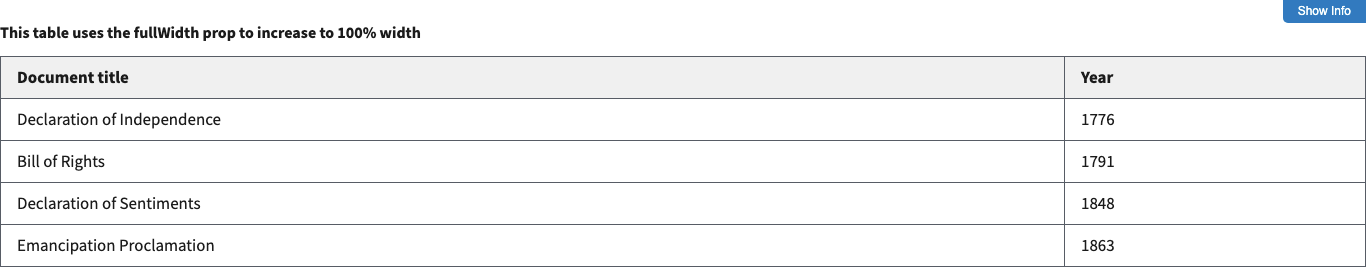 Show Info
This table uses the fullWidth prop to increase to 100% width
Document title Year
Declaration of Independence 1776
Bill of Rights 1791
Declaration of Sentiments 1848
Emancipation Proclamation 1863